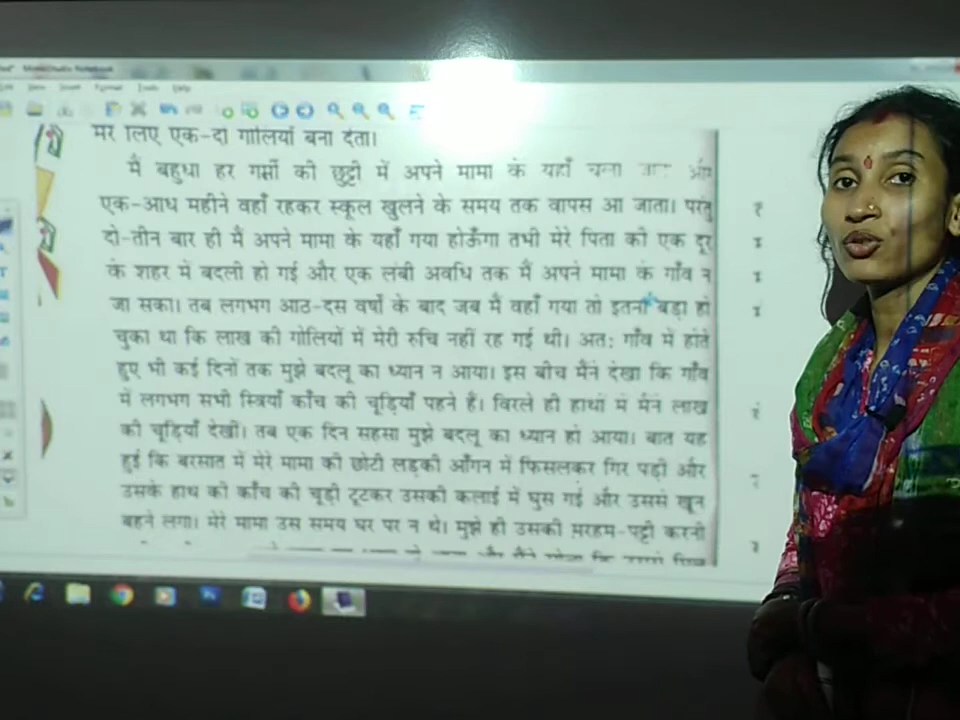 मेरे लिए एक-दो गोलियाँ बना देता।
मैं बहुधा हर गर्मी की छुट्टी में अपने मामा के यहाँ चला जाता और
एक-आध महीने वहाँ रहकर स्कूल खुलने के समय तक वापस आ जाता। परंतु
दो-तीन बार ही मैं अपने मामा के यहाँ गया होऊँगा तभी मेरे पिता की एक दूर
के शहर में बदली हो गई और एक लंबी अवधि तक मैं अपने मामा के गाँव न
जा सका। तब लगभग आठ-दस वर्षों के बाद जब मैं वहाँ गया तो इतना बड़ा हो
चुका था कि लाख की गोलियों में मेरी रुचि नहीं रह गई थी। अत: गाँव में होते
हुए भी कई दिनों तक मुझे बदलू का ध्यान न आया। इस बीच मैंने देखा कि गाँव
में लगभग सभी स्त्रियाँ काँच की चूड़ियाँ पहने हैं। विरले ही हाथों में मैंने लाख
की चूड़ियाँ देखीं। तब एक दिन सहसा मुझे बदलू का ध्यान हो आया। बात यह
हुई कि बरसात में मेरे मामा की छोटी लड़की आँगन में फिसलकर गिर पड़ी और
उसके हाथ की काँच की चूड़ी टूटकर उसकी कलाई में घुस गई और उससे खून
बहने लगा। मेरे मामा उस समय घर पर न थे। मुझे ही उसकी मरहम-पट्टी करनी